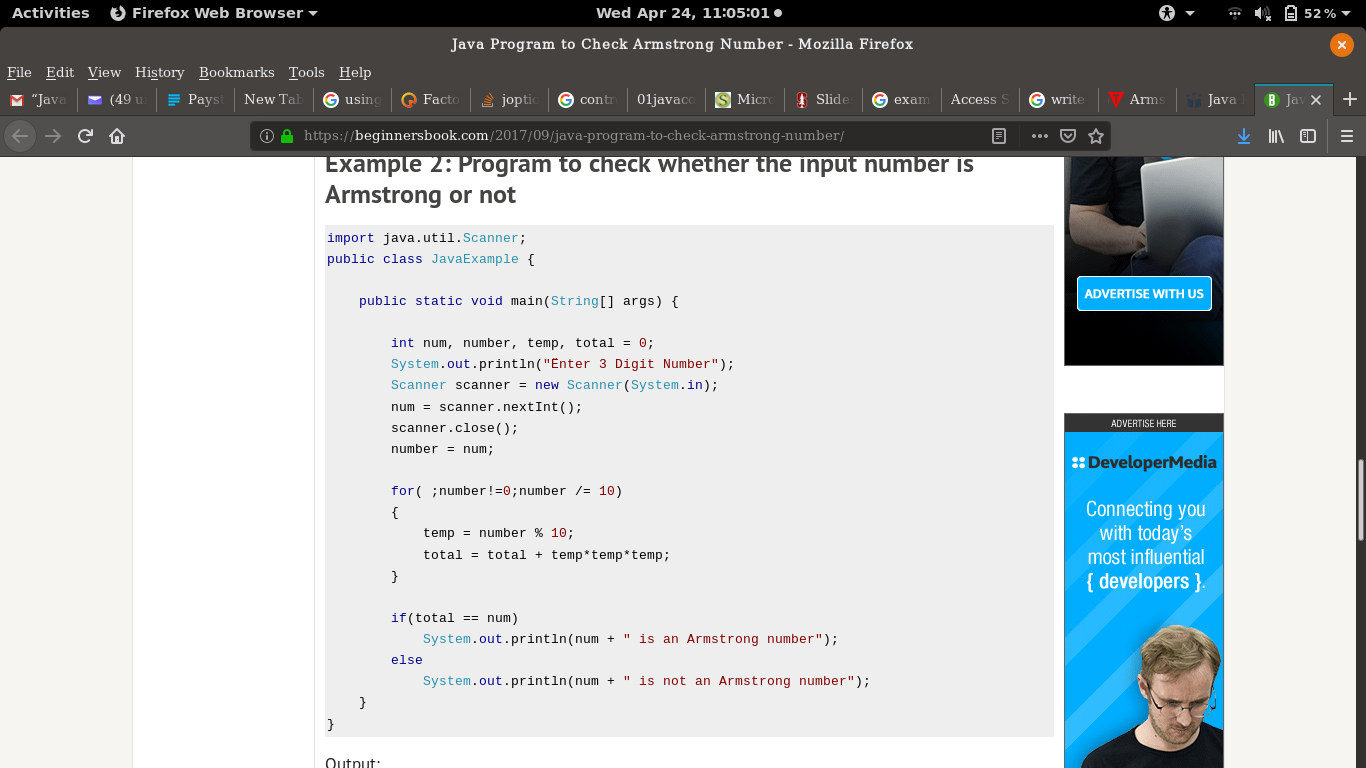 Activities Firefox Web Browser Wed Apr 24, 11:05:01 52 %
Java Program to Check Armstrong Number - Mozilla Firefox
File Edit View History Bookmarks Tools Help
“Java (49 u Payst New Tab using Facto joptio contr 01javaco Micro Slide exam Access S write Arms Java Jav
https://beginnersbook.com/2017/09/java-program-to-check-armstrong-number/
Example 2: Program to check whether the input number is
Armstrong or not
import java.util.Scanner;
public class JavaExample {
public static void main(String[] args) {
int num, number, temp, total = 0;
System.out.println("Ënter 3 Digit Number");
Scanner scanner = new Scanner(System.in);
num = scanner.nextInt();
scanner.close();
number = num;
for( ;number!=0;number /= 10)
{
temp = number % 10;
total = total + temp*temp*temp;
}
if(total == num)
System.out.println(num + " is an Armstrong number");
else
System.out.println(num + " is not an Armstrong number");
}
}
Output:
ADVERTISE WITH US
ADVERTISE HERE
DeveloperMedia
Connecting you
with today's
most influential
{ developers }.